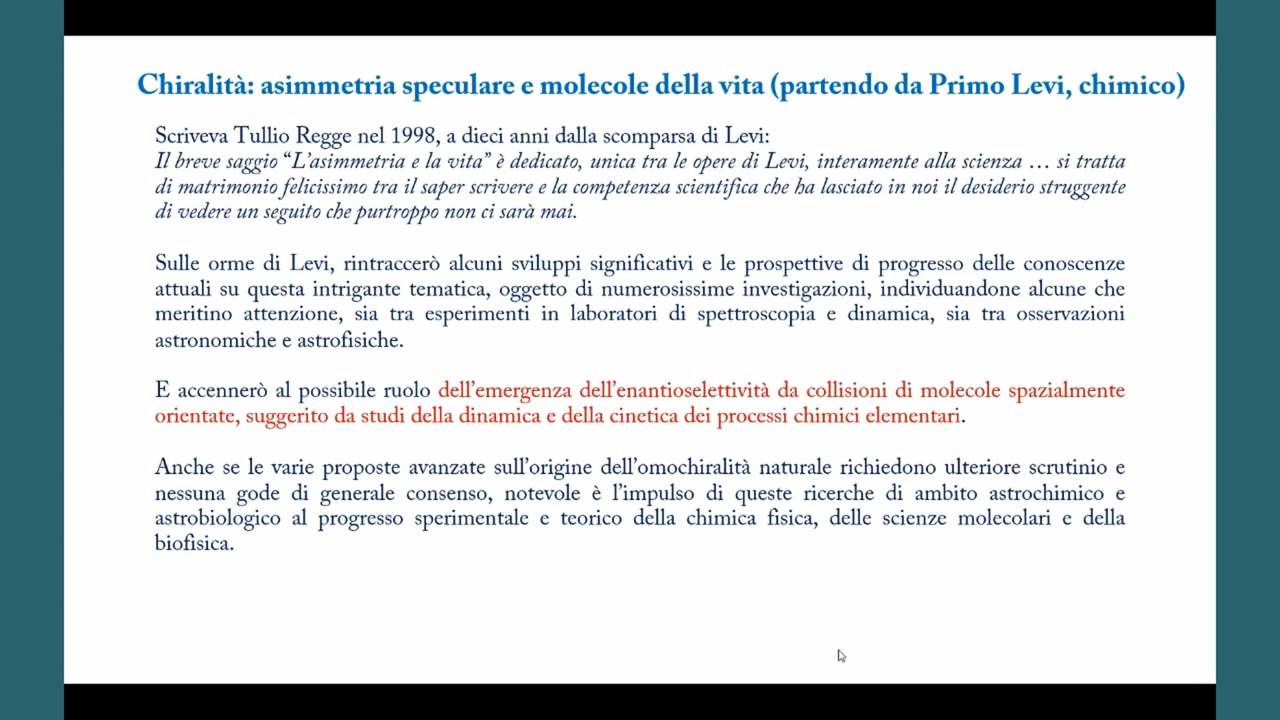 Chiralità: asimmetria speculare e molecole della vita (partendo da Primo Levi, chimico)
Scriveva Tullio Regge nel 1998, a dieci anni dalla scomparsa di Levi:
Il breve saggio “L’asimmetria e la vita” è dedicato, unica tra le opere di Levi, interamente alla scienza … si tratta
di matrimonio felicissimo tra il saper scrivere e la competenza scientifica che ha lasciato in noi il desiderio struggente
di vedere un seguito che purtroppo non ci sarà mai.
Sulle orme di Levi, rintraccerò alcuni sviluppi significativi e le prospettive di progresso delle conoscenze
attuali su questa intrigante tematica, oggetto di numerosissime investigazioni, individuandone alcune che
meritino attenzione, sia tra esperimenti in laboratori di spettroscopia e dinamica, sia tra osservazioni
astronomiche e astrofisiche.
E accennerò al possibile ruolo dell’emergenza dell’enantioselettività da collisioni di molecole spazialmente
orientate, suggerito da studi della dinamica e della cinetica dei processi chimici elementari.
Anche se le varie proposte avanzate sull’origine dell’omochiralità naturale richiedono ulteriore scrutinio e
nessuna gode di generale consenso, notevole è l’impulso di queste ricerche di ambito astrochimico e
astrobiologico al progresso sperimentale e teorico della chimica fisica, delle scienze molecolari e della
biofisica.